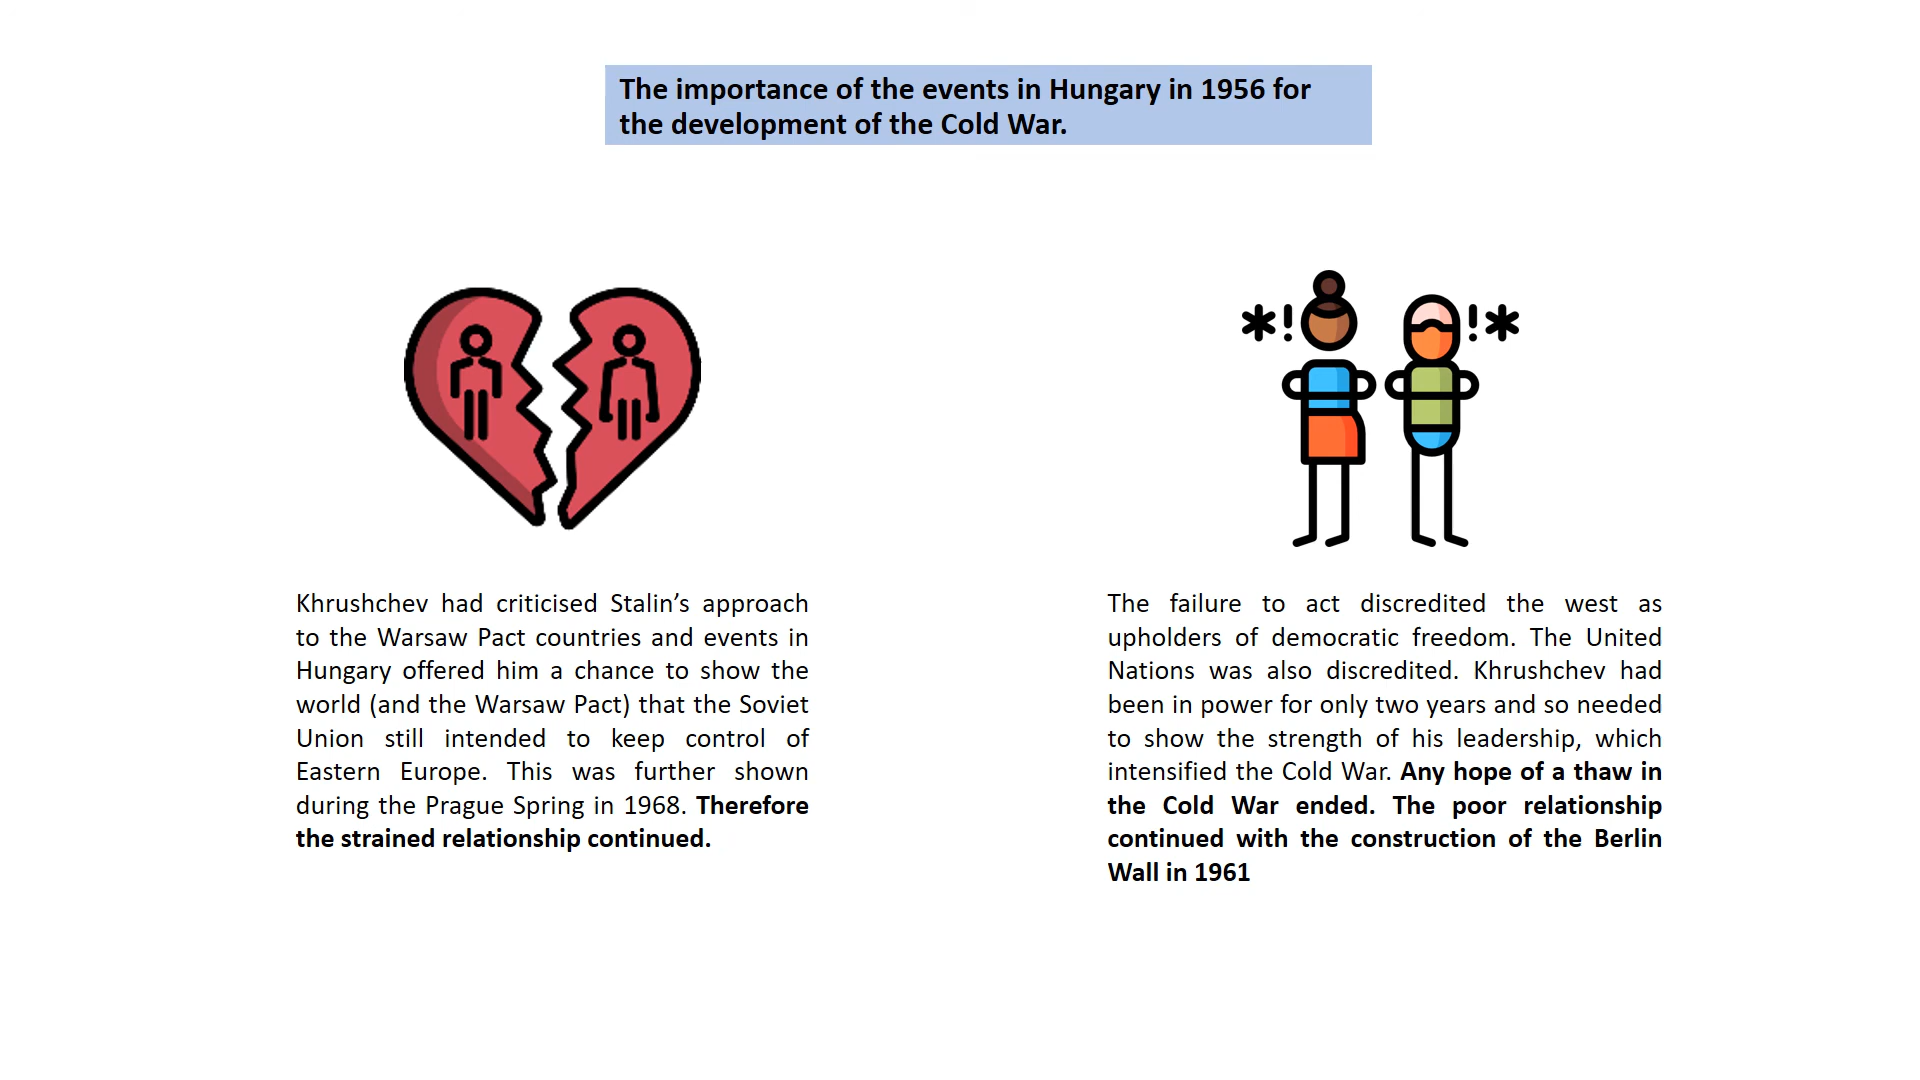 The importance of the events in Hungary in 1956 for
the development of the Cold War.
*!
!*
Khrushchev had criticised Stalin’s approach
to the Warsaw Pact countries and events in
Hungary offered him a chance to show the
world (and the Warsaw Pact) that the Soviet
Union still intended to keep control of
Eastern Europe. This was further shown
during the Prague Spring in 1968. Therefore
the strained relationship continued.
The failure to act discredited the west as
upholders of democratic freedom. The United
Nations was also discredited. Khrushchev had
been in power for only two years and so needed
to show the strength of his leadership, which
intensified the Cold War. Any hope of a thaw in
the Cold War ended. The poor relationship
continued with the construction of the Berlin
Wall in 1961